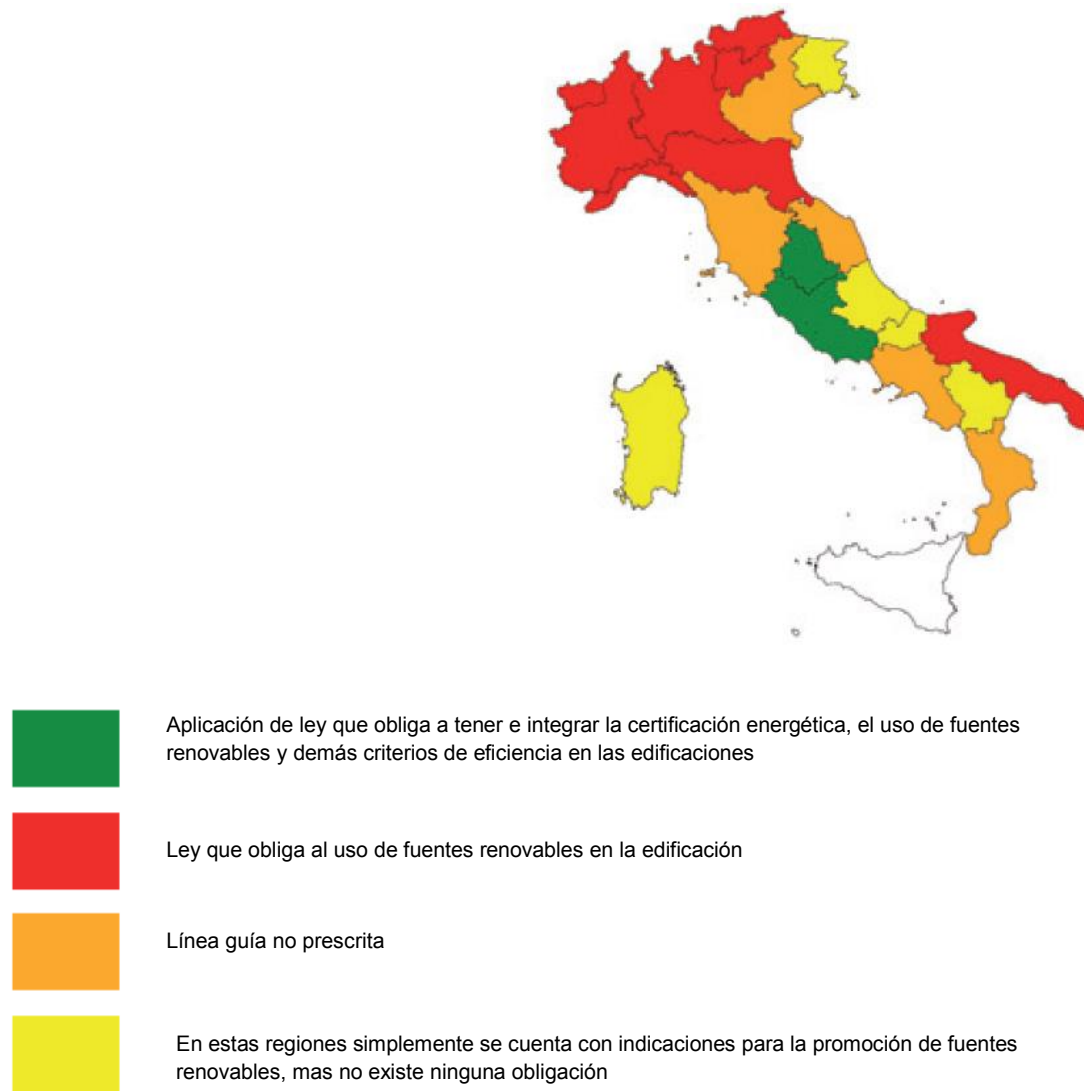 Aplicación de ley que obliga a tener e integrar la certificación energética, el uso de fuentes
renovables y demás criterios de eficiencia en las edificaciones
Ley que obliga al uso de fuentes renovables en la edificación
Línea guía no prescrita
En estas regiones simplemente se cuenta con indicaciones para la promoción de fuentes
renovables, mas no existe ninguna obligación